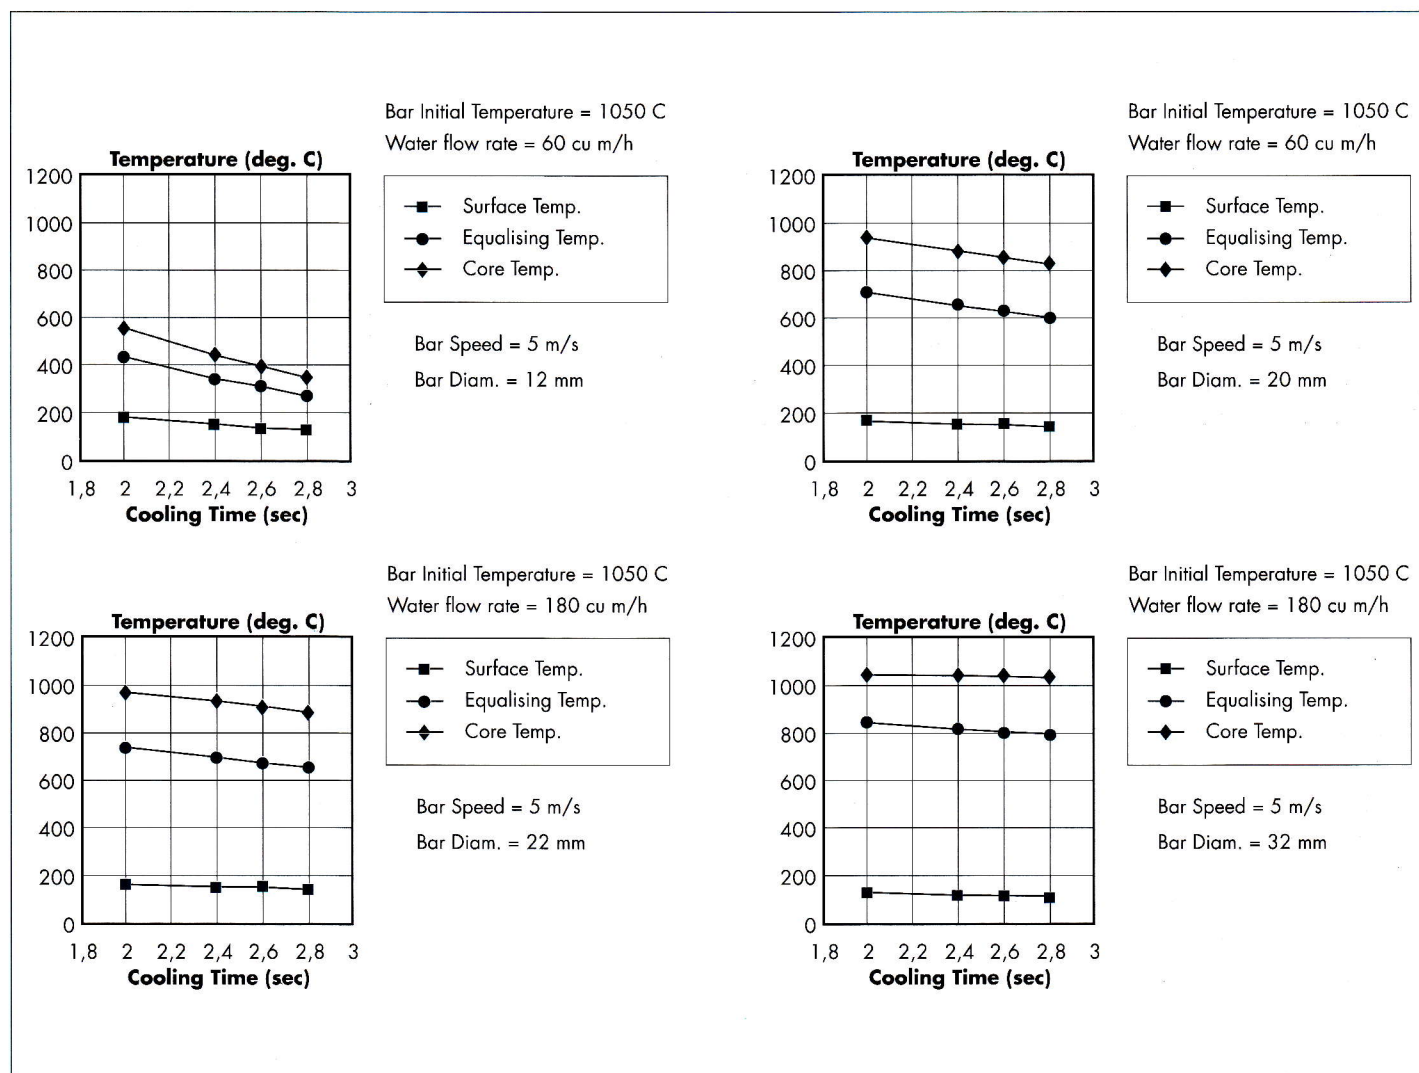 Bar Initial Temperature = 1050 C
Water flow rate = 60 cu m/h
Temperature (deg. C)
1200
1000
800
600
400
200
0
1,8 2 2,2 2,4 2,6 2,8 3
Cooling Time (sec)
Surface Temp.
Equalising Temp.
Core Temp.
Bar Speed = 5 m/s
Bar Diam. = 12 mm
Bar Initial Temperature = 1050 C
Water flow rate = 60 cu m/h
Temperature (deg. C)
1200
1000
800
600
400
200
0
1,8 2 2,2 2,4 2,6 2,8 3
Cooling Time (sec)
Surface Temp.
Equalising Temp.
Core Temp.
Bar Speed = 5 m/s
Bar Diam. = 20 mm
Bar Initial Temperature = 1050 C
Water flow rate = 180 cu m/h
Temperature (deg. C)
1200
1000
800
600
400
200
0
1,8 2 2,2 2,4 2,6 2,8 3
Cooling Time (sec)
Surface Temp.
Equalising Temp.
Core Temp.
Bar Speed = 5 m/s
Bar Diam. = 22 mm
Bar Initial Temperature = 1050 C
Water flow rate = 180 cu m/h
Temperature (deg. C)
1200
1000
800
600
400
200
0
1,8 2 2,2 2,4 2,6 2,8 3
Cooling Time (sec)
Surface Temp.
Equalising Temp.
Core Temp.
Bar Speed = 5 m/s
Bar Diam. = 32 mm